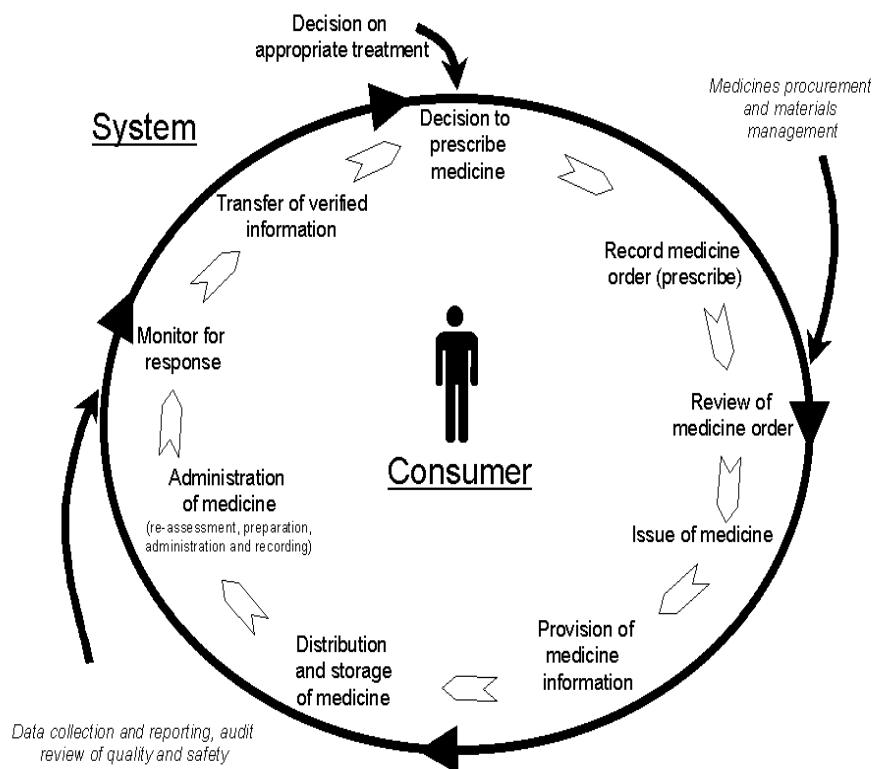 Decision on
appropriate treatment
System
Medicines procurement
and materials
management
Decision to
prescribe
medicine
Transfer of verified
information
Record medicine
order (prescribe)
Monitor for
response
Review of
medicine order
Consumer
Administration
of medicine
(re-assessment, preparation,
administration and recording)
Issue of medicine
Provision of
medicine
information
Distribution
and storage
of medicine
Data collection and reporting, audit
review of quality and safety